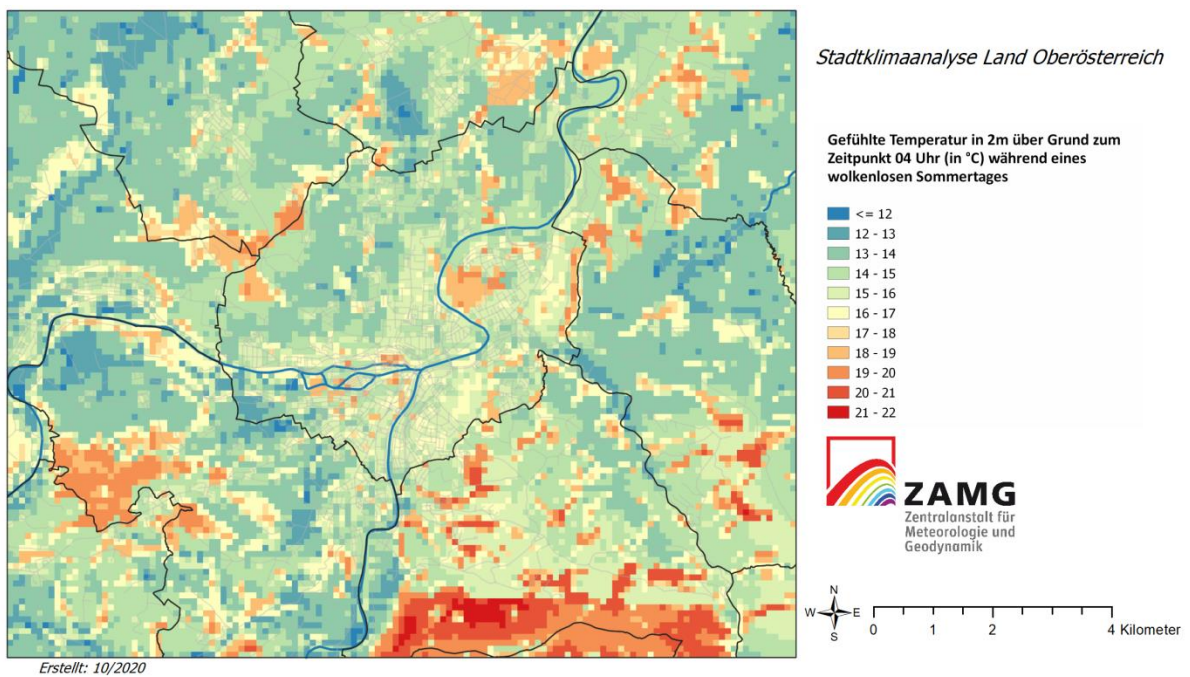 Stadtklimaanalyse Land Oberösterreich
Gefühlte Temperatur in 2m über Grund zum
Zeitpunkt 04 Uhr (in °C) während eines
wolkenlosen Sommertages
<= 12
12 - 13
13 - 14
14 - 15
15 - 16
16 - 17
17 - 18
18 - 19
19 - 20
20 - 21
21 - 22
ZAMG
Zentralanstalt für
Meteorologie und
Geodynamik
N
W E
S
0 1 2 4 Kilometer
Erstellt: 10/2020